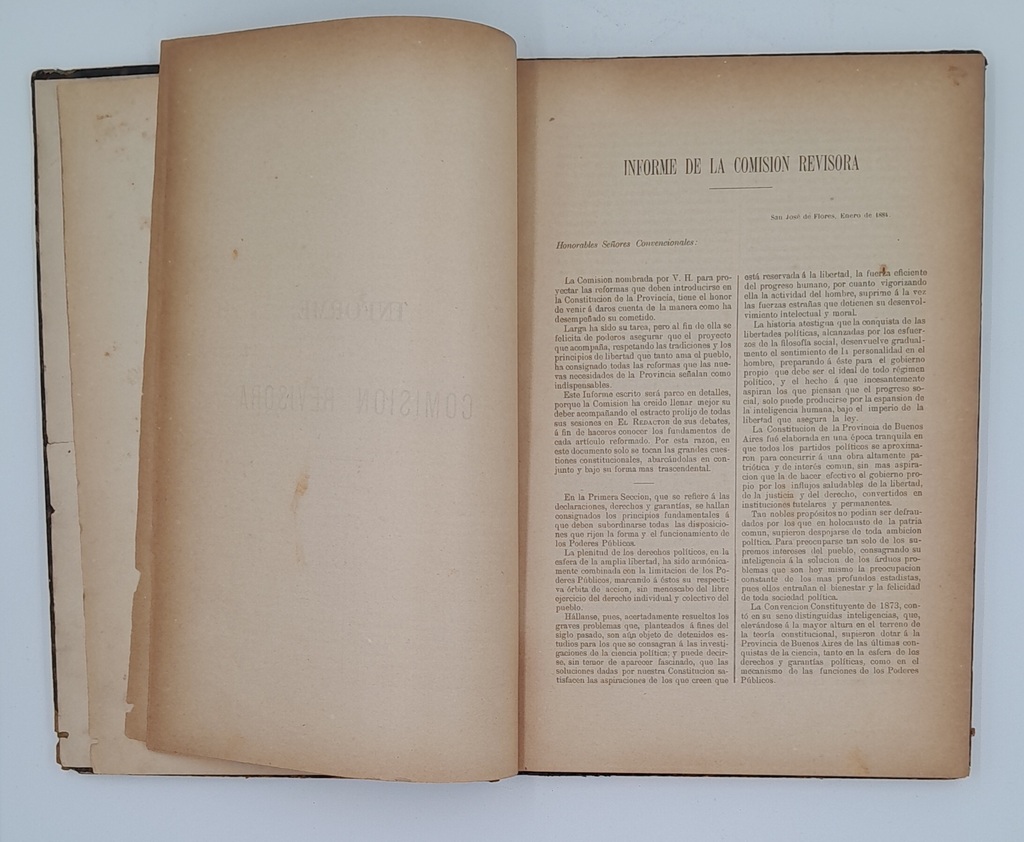 INFORME DE LA COMISION REVISORA
San José de Flores, Enero de
Honorables Señores Convencionales:
La Comision nombrada por V. H. para pro-
yectar las reformas que deben introducirse en
la Constitucion de la Provincia, tiene el honor
de venir á daros cuenta de la manera como ha
desempeñado su cometido.
Larga ha sido su tarea, pero al fin de ella se
felicita de poderos asegurar que el proyecto
que acompaña, respetando las tradiciones y los
principios de libertad que tanto ama el pueblo,
ha consignado todas las reformas que las nue-
vas necesidades de la Provincia señalan como
indispensables.
Este Informe escrito será parco en detalles,
porque la Comision ha creido llenar mejor su
deber acompañando el estracto prolijo de todas
sus sesiones en EL REDACTOR de sus debates,
á fin de haceros conocer los fundamentos de
cada artículo reformado. Por esta razon, en
este documento solo se tocan las grandes cues-
tiones constitucionales, abarcándolas en con-
junto y bajo su forma mas trascendental.
En la Primera Seccion, que se refiere á las
declaraciones, derechos y garantías, se hallan
consignados los principios fundamentales á
que deben subordinarse todas las disposicio-
nes que rijen la forma y el funcionamiento de
los Poderes Públicos.
La plenitud de los derechos políticos, en la
esfera de la amplia libertad, ha sido armónica-
mente combinada con la limitacion de los Po-
deres Públicos, marcando á éstos su respecti-
va órbita de accion, sin menoscabo del libre
ejercicio del derecho individual y colectivo del
pueblo.
Hállanse, pues, acertadamente resueltos los
graves problemas que, planteados á fines del
siglo pasado, son aún objeto de detenidos es-
tudios para los que se consagran á las investi-
gaciones de la ciencia política; y puede decir-
se, sin temor de aparecer fascinado, que las
soluciones dadas por nuestra Constitucion sa-
tisfacen las aspiraciones de los que creen que
está reservada á la libertad, la fuerza eficiente
del progreso humano, por cuanto vigorizando
ella la actividad del hombre, suprime á la vez
las fuerzas estrañas que detienen su desenvol-
vimiento intelectual y moral.
La historia atestigua que la conquista de las
libertades políticas, alcanzadas por los esfuer-
zos de la filosofia social, desenvuelve gradual-
mente el sentimiento de la personalidad en el
hombre, preparando á éste para el gobierno
propio que debe ser el ideal de todo régimen
político, y el hecho á que incesantemente
aspiran los que piensan que el progreso so-
cial, solo puede producirse por la espansion de
la inteligencia humana, bajo el imperio de la
libertad que asegura la ley.
La Constitucion de la Provincia de Buenos
Aires fué elaborada en una época tranquila en
que todos los partidos políticos se aproxima-
ron para concurrir á una obra altamente pa-
triótica y de interés comun, sin mas aspira-
cion que la de hacer efectivo el gobierno pro-
pio por los influjos saludables de la libertad,
de la justicia y del derecho, convertidos en
instituciones tutelares y permanentes.
Tan nobles propósitos no podian ser defrau-
dados por los que en holocausto de la patria
comun, supieron despojarse de toda ambicion
política. Para preocuparse tan solo de los su-
premos intereses del pueblo, consagrando su
inteligencia á la solucion de los árduos pro-
blemas que son hoy mismo la preocupacion
constante de los mas profundos estadistas,
pues ellos entrañan el bienestar y la felicidad
de toda sociedad política.
La Convencion Constituyente de 1873, con-
tó en su seno distinguidas inteligencias, que,
elevándose á la mayor altura en el terreno de
la teoría constitucional, supieron dotar á la
Provincia de Buenos Aires de las últimas con-
quistas de la ciencia, tanto en la esfera de los
derechos y garantías políticas, como en el
mecanismo de las funciones de los Poderes
Públicos.